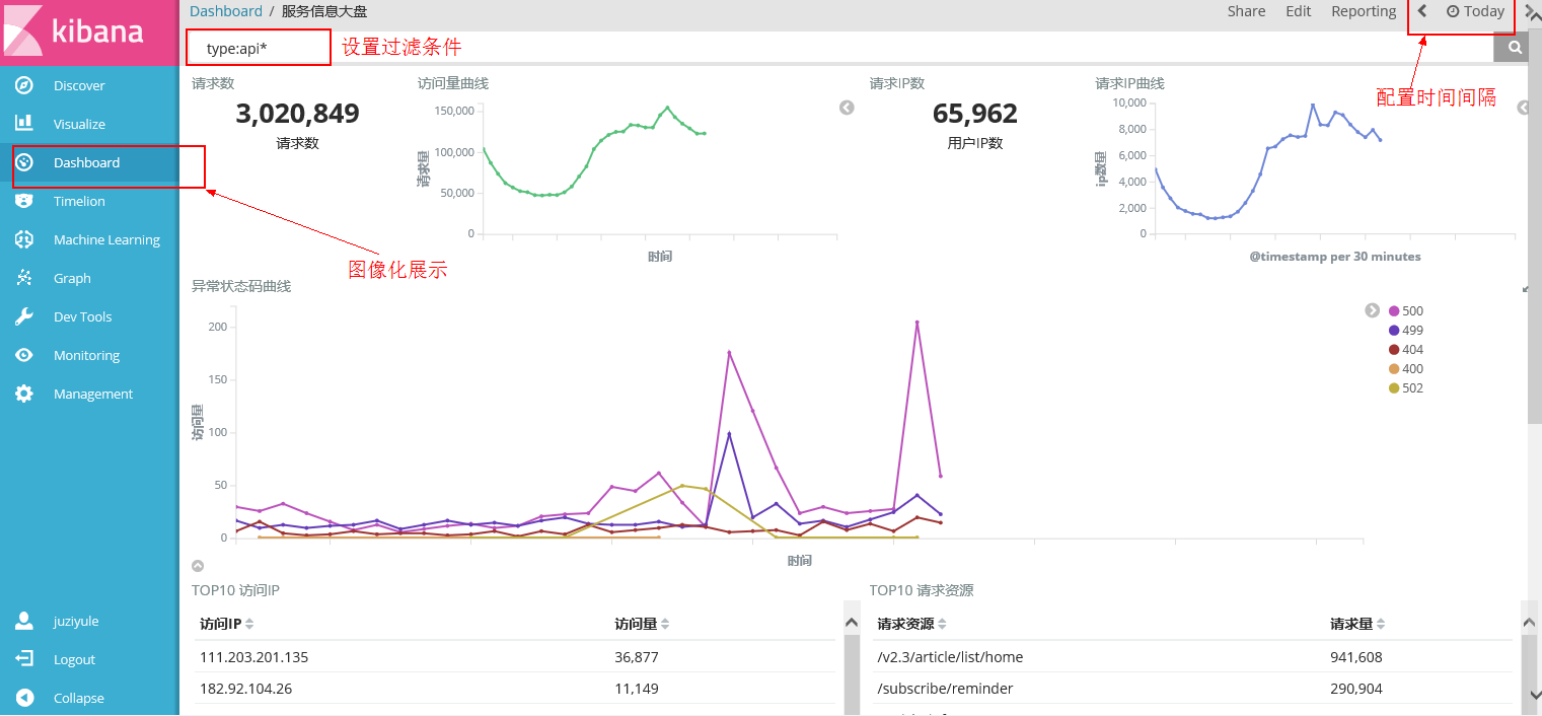 kibana
Dashboard / 服务信息大盘
Share Edit Reporting Today
type:api*
设置过滤条件
配置时间间隔
Discover
Visualize
Dashboard
Timelion
Machine Learning
Graph
Dev Tools
Monitoring
Management
juziyule
Logout
Collapse
图像化展示
请求数
3,020,849
请求数
访问量曲线
150,000
100,000
50,000
0
请求量
时间
请求IP数
65,962
用户IP数
请求IP曲线
10,000
8,000
6,000
4,000
2,000
0
ip数量
@timestamp per 30 minutes
异常状态码曲线
200
150
100
50
0
访问量
时间
500
499
404
400
502
TOP10 访问IP
访问IP 访问量
111.203.201.135 36,877
182.92.104.26 11,149
TOP10 请求资源
请求资源 请求量
/v2.3/article/list/home 941,608
/subscribe/reminder 290,904